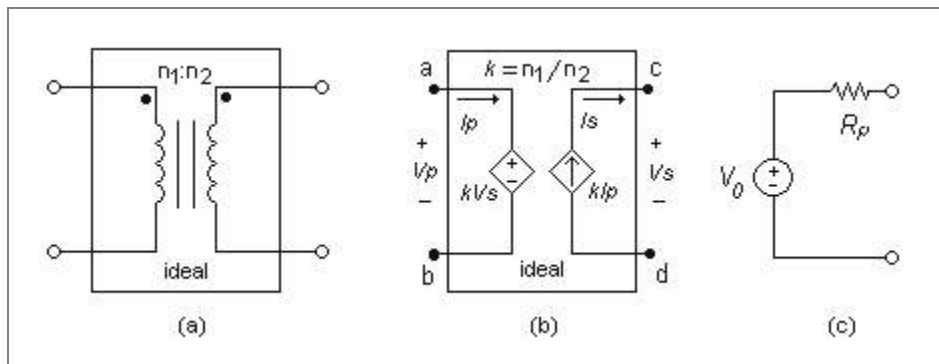 n1:n2
ideal
(a)
a
k = n1/n2
c
Ip
Is
+
Vp
−
+
−
kVs
kIp
+
Vs
−
b
ideal
d
(b)
Rp
V0
+
−
(c)